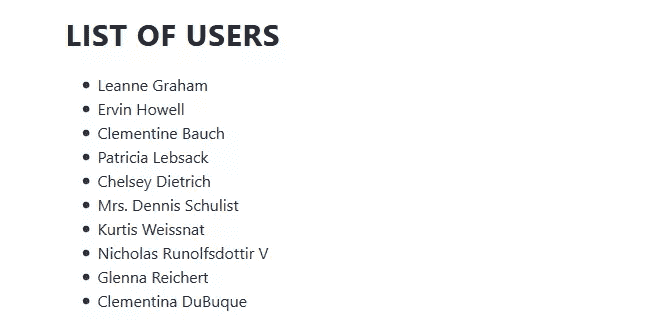 LIST OF USERS
• Leanne Graham
• Ervin Howell
• Clementine Bauch
• Patricia Lebsack
• Chelsey Dietrich
• Mrs. Dennis Schulist
• Kurtis Weissnat
• Nicholas Runolfsdottir V
• Glenna Reichert
• Clementina DuBuque